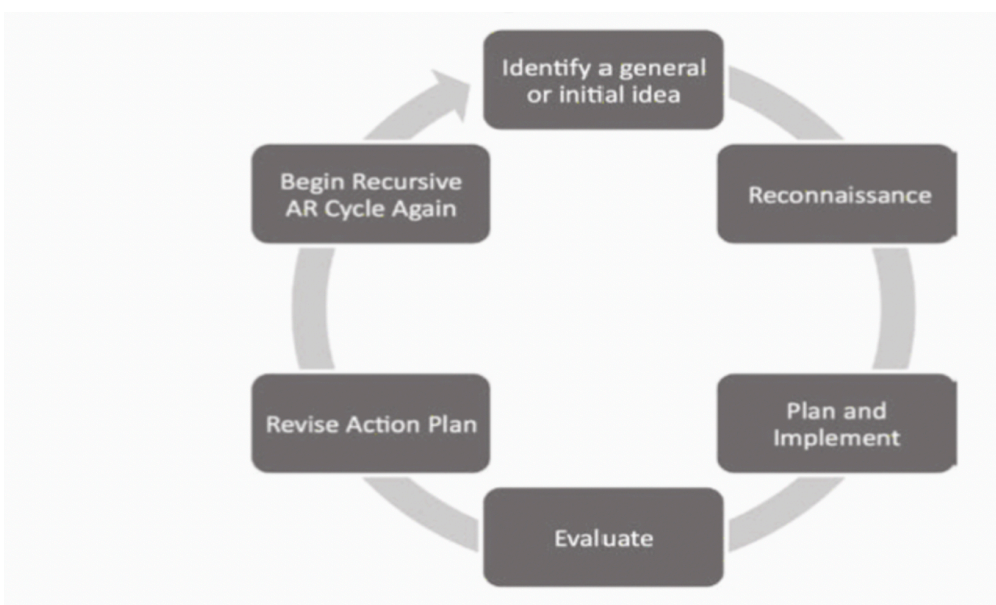 Identify a general
or initial idea
Reconnaissance
Plan and
Implement
Evaluate
Revise Action Plan
Begin Recursive
AR Cycle Again